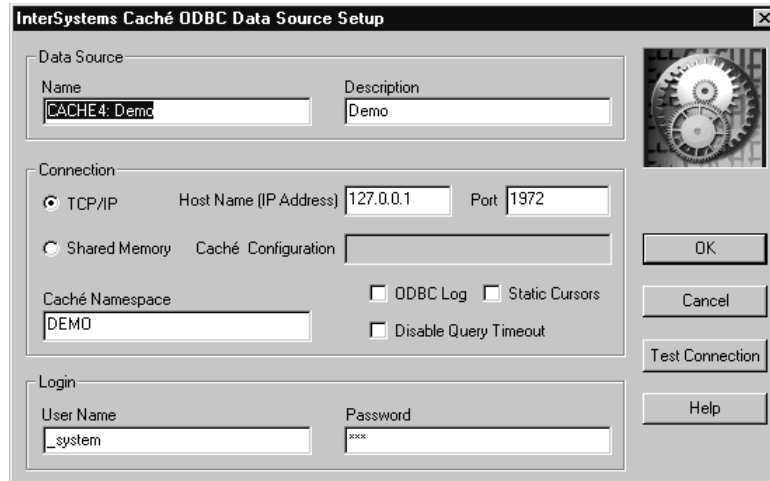 InterSystems Caché ODBC Data Source Setup
Data Source
Name Description
CACHE4: Demo Demo
Connection
TCP/IP Host Name (IP Address) 127.0.0.1 Port 1972
Shared Memory Caché Configuration
Caché Namespace ODBC Log Static Cursors
DEMO Disable Query Timeout
Login
User Name Password
_system ***
OK
Cancel
Test Connection
Help